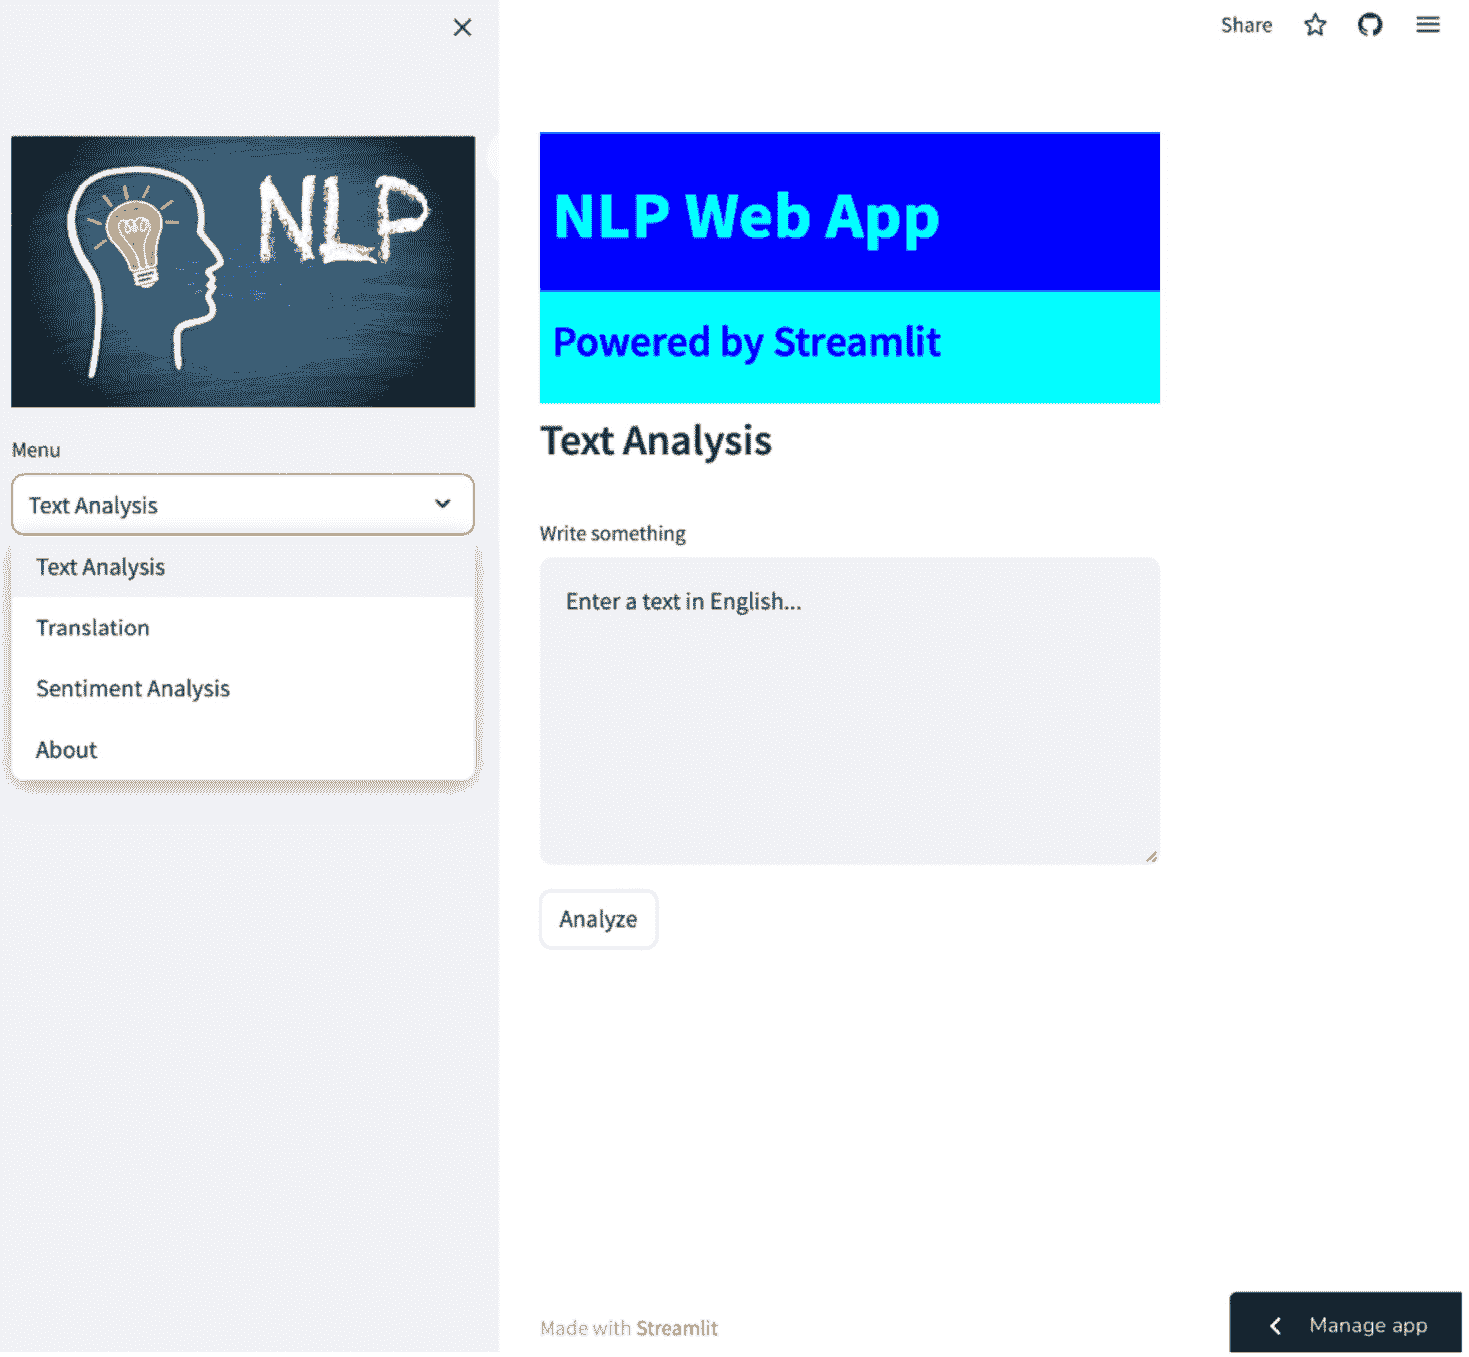 Share
NLP
Menu
Text Analysis
Text Analysis
Translation
Sentiment Analysis
About
NLP Web App
Powered by Streamlit
Text Analysis
Write something
Enter a text in English...
Analyze
Made with Streamlit
Manage app